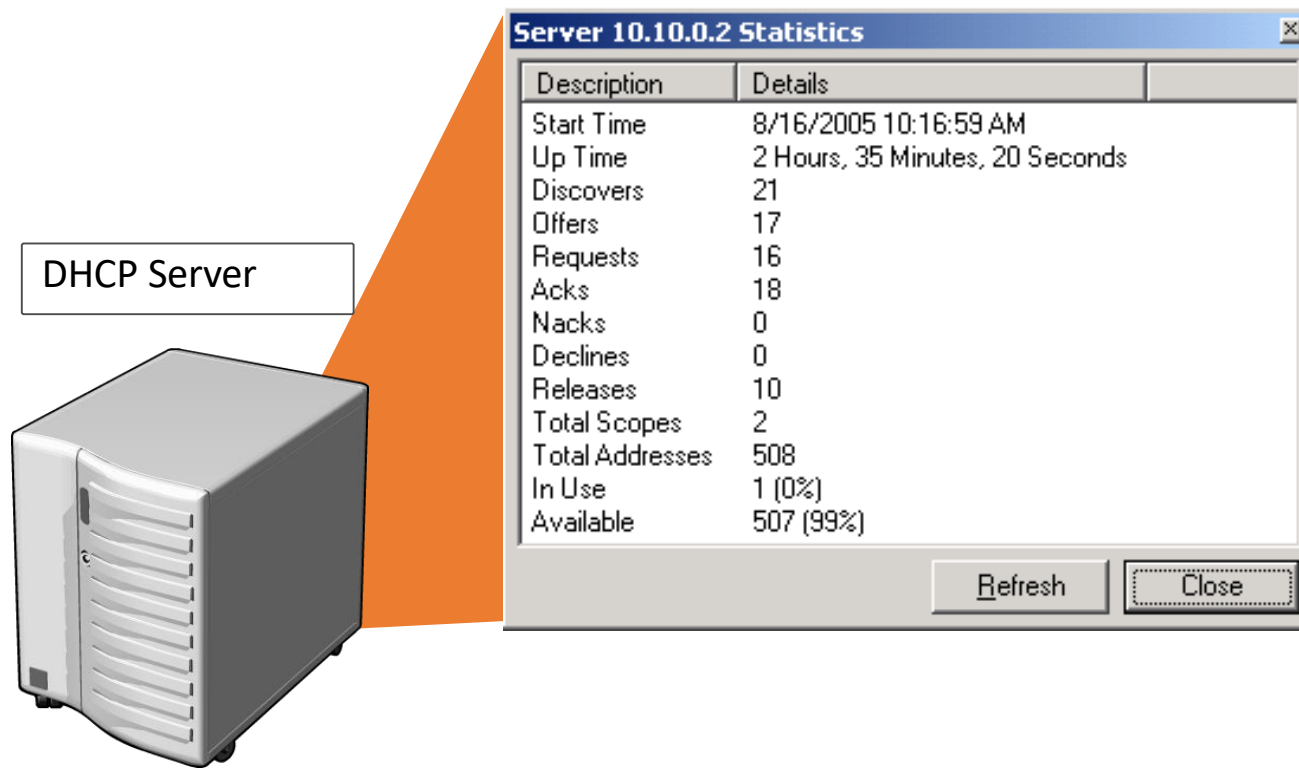 DHCP Server
Server 10.10.0.2 Statistics
Description Details
Start Time 8/16/2005 10:16:59 AM
Up Time 2 Hours, 35 Minutes, 20 Seconds
Discovers 21
Offers 17
Requests 16
Acks 18
Nacks 0
Declines 0
Releases 10
Total Scopes 2
Total Addresses 508
In Use 1 (0%)
Available 507 (99%)
Refresh Close